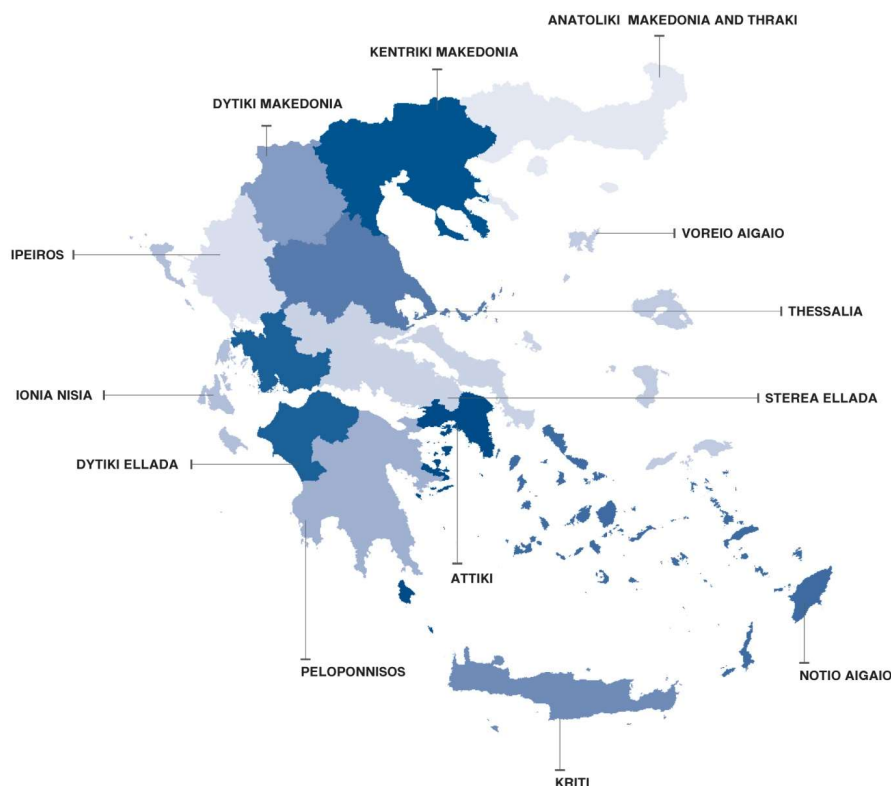 ANATOLIKI MAKEDONIA AND THRAKI
KENTRIKI MAKEDONIA
DYTIKI MAKEDONIA
VOREIO AIGAIO
IPEIROS
THESSALIA
IONIA NISIA
STEREA ELLADA
DYTIKI ELLADA
ATTIKI
PELOPONNISOS
NOTIO AIGAIO
KRITI